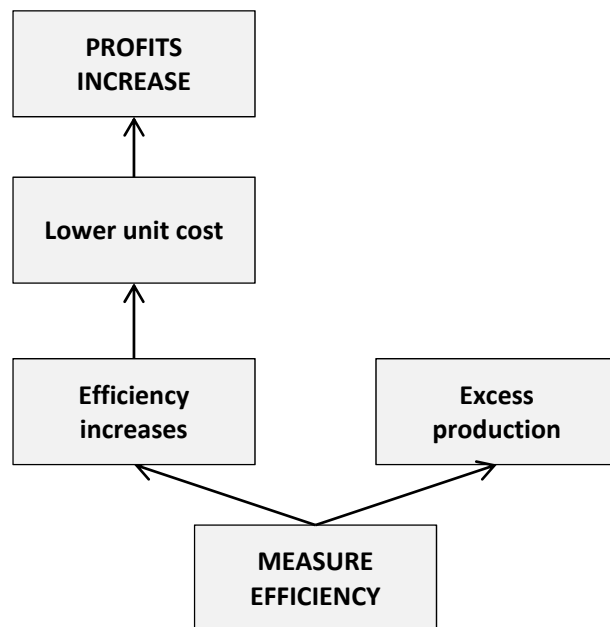 PROFITS
INCREASE
Lower unit cost
Efficiency
increases
Excess
production
MEASURE
EFFICIENCY